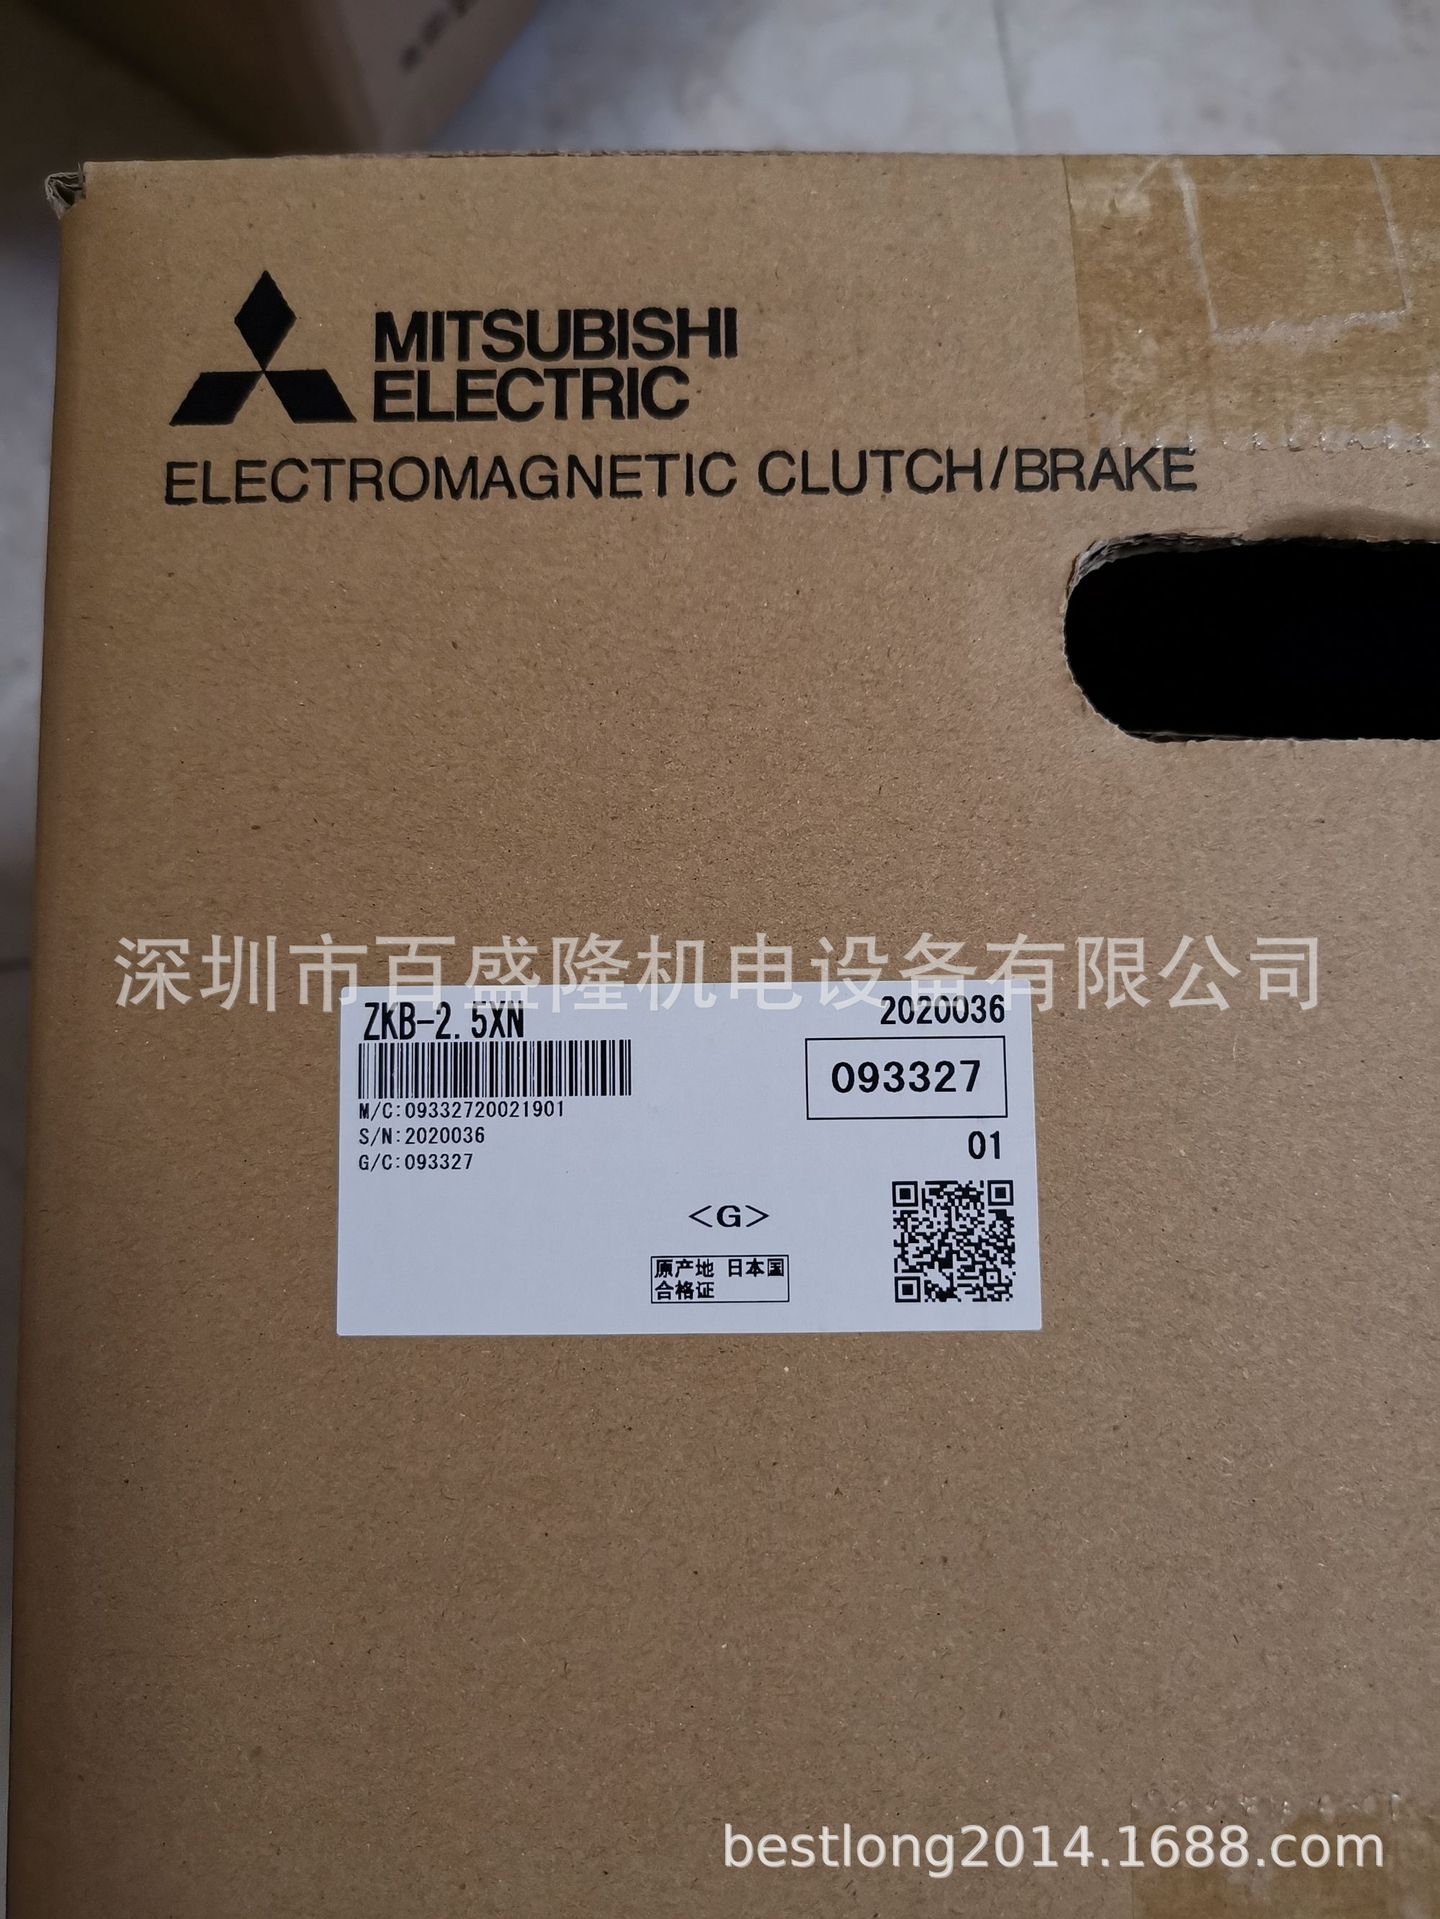 MITSUBISHI
ELECTRIC
ELECTROMAGNETIC CLUTCH/BRAKE
深圳市百盛隆机电设备有限公司
ZKB-2.5XN
2020036
093327
M/C:09332720021901
S/N:2020036
G/C:093327
01
<G>
原产地 日本国
合格证
bestlong2014.1688.com